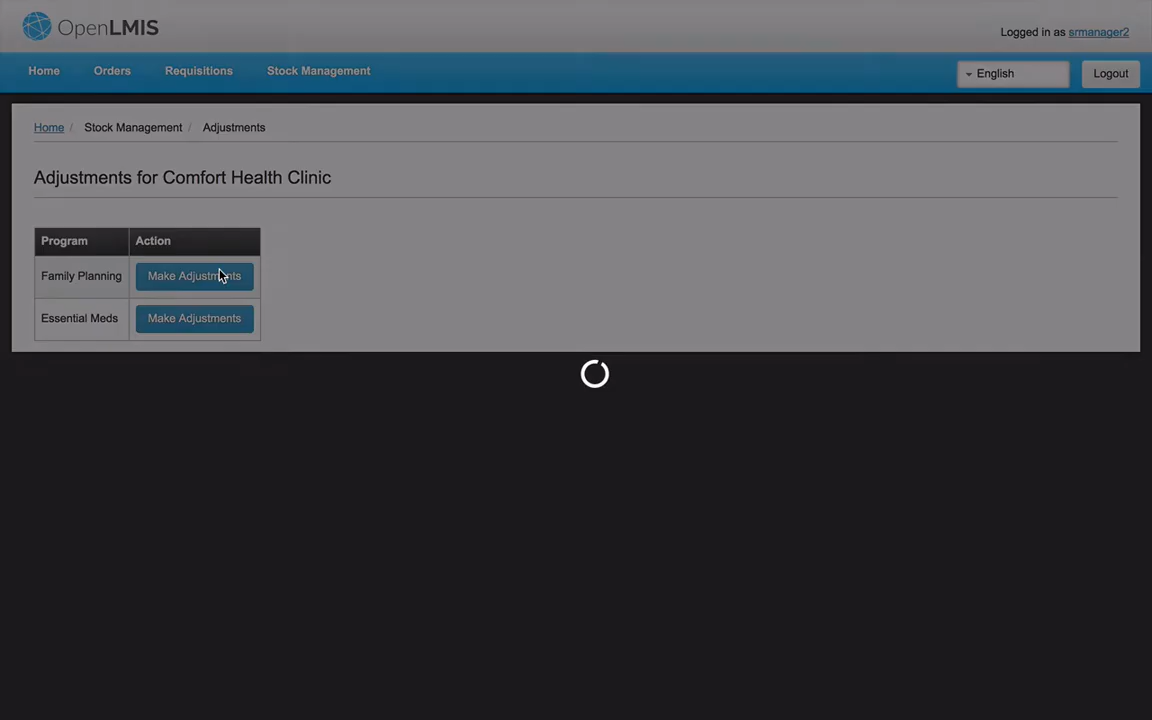 OpenLMIS
Logged in as srmanager2
Home Orders Requisitions Stock Management English Logout
Home / Stock Management / Adjustments
Adjustments for Comfort Health Clinic
Program Action
Family Planning Make Adjustments
Essential Meds Make Adjustments